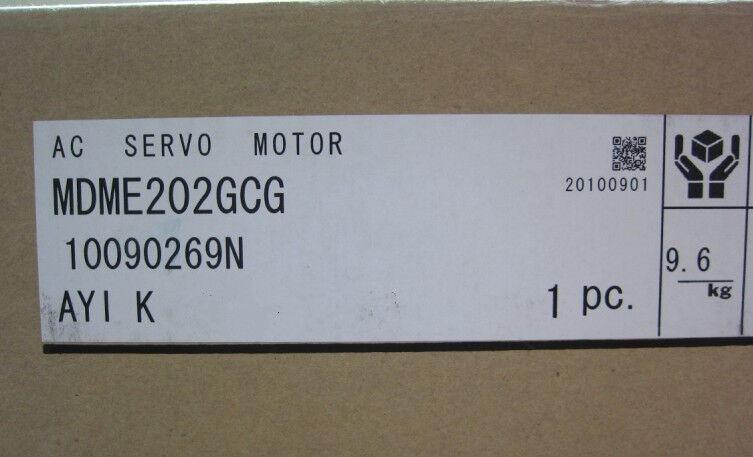 AC SERVO MOTOR
20100901
MDME202GCG
10090269N
9.6
kg
AYI K
1 pc.